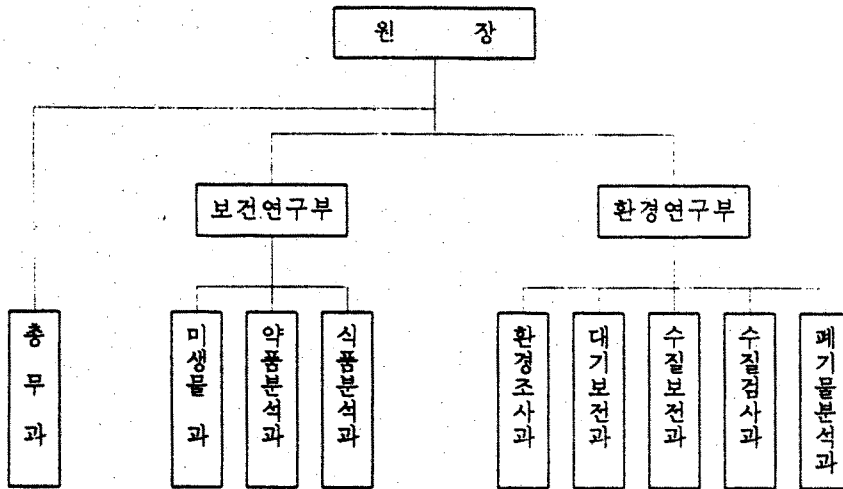 원 장
보건연구부
환경연구부
총무과
미생물과
약품분석과
식품분석과
환경조사과
대기보전과
수질보전과
수질검사과
폐기물분석과